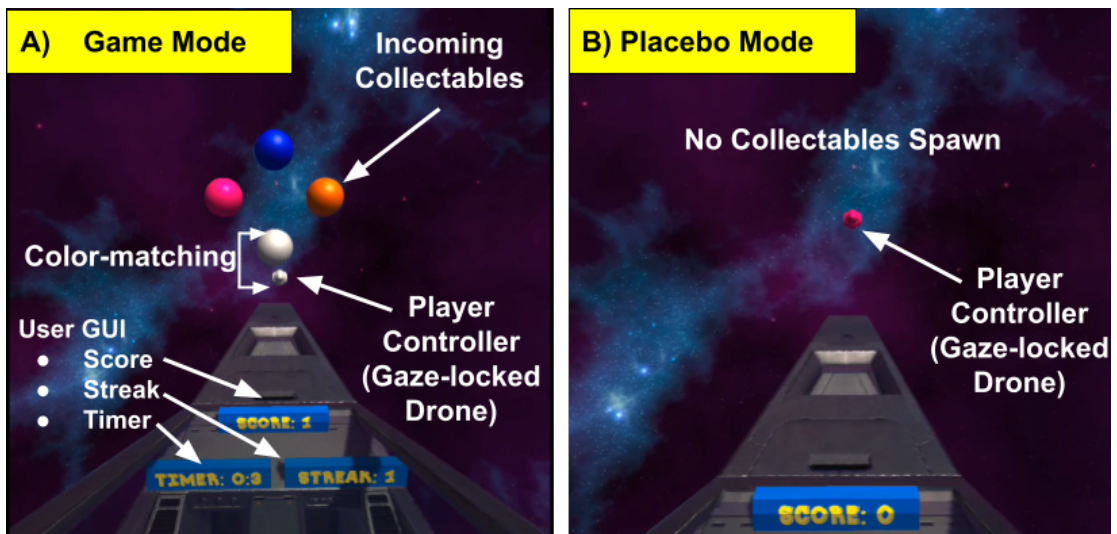 A) Game Mode
Incoming
Collectables
Color-matching
Player
Controller
(Gaze-locked
Drone)
User GUI
● Score
● Streak
● Timer
SCORE: 1
TIMER: 0:3
STREAK: 1
B) Placebo Mode
No Collectables Spawn
Player
Controller
(Gaze-locked
Drone)
SCORE: 0